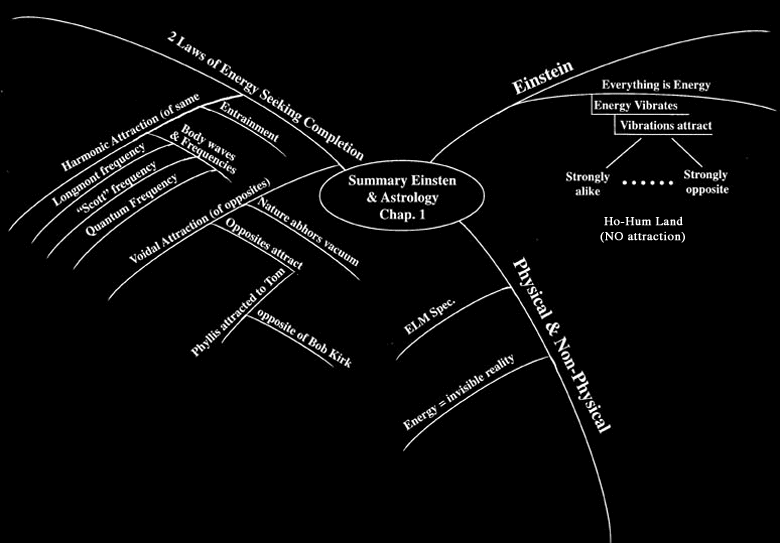 Summary Einsten
& Astrology
Chap. 1
2 Laws of Energy Seeking Completion
Harmonic Attraction (of same
Entrainment
Body waves
& Frequencies
Longmont frequency
"Scott" frequency
Quantum Frequency
Voidal Attraction (of opposites)
Nature abhors vacuum
Opposites attract
Phyllis attracted to Tom
opposite of Bob Kirk
Einstein
Everything is Energy
Energy Vibrates
Vibrations attract
Strongly
alike
Strongly
opposite
Ho-Hum Land
(NO attraction)
Physical & Non-Physical
ELM Spec.
Energy = invisible reality